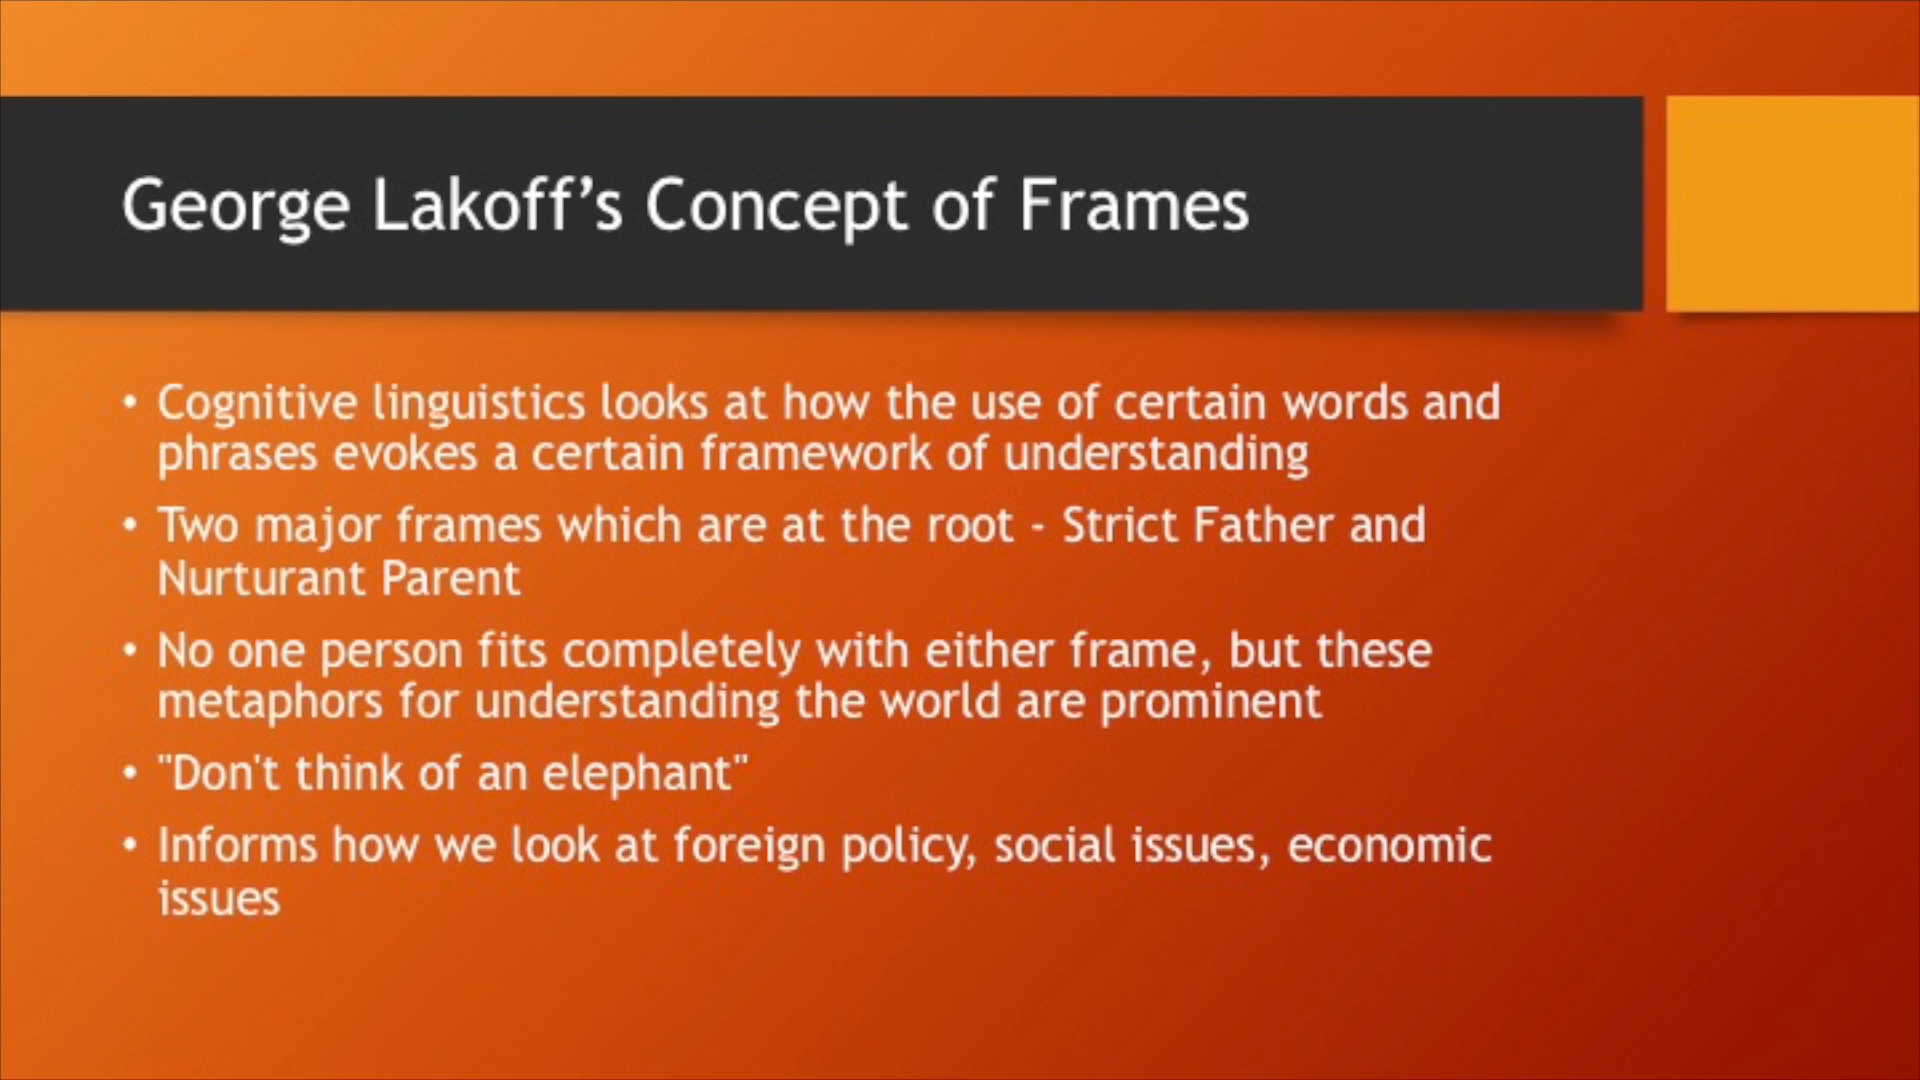 George Lakoff’s Concept of Frames
• Cognitive linguistics looks at how the use of certain words and
phrases evokes a certain framework of understanding
• Two major frames which are at the root - Strict Father and
Nurturant Parent
• No one person fits completely with either frame, but these
metaphors for understanding the world are prominent
• "Don't think of an elephant"
• Informs how we look at foreign policy, social issues, economic
issues